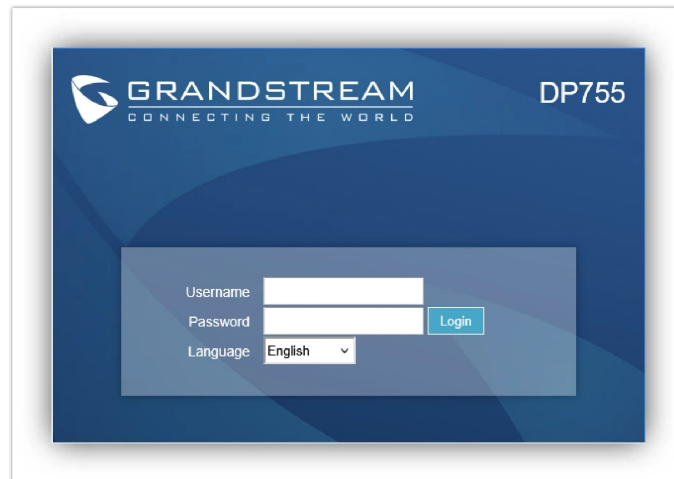 GRANDSTREAM
CONNECTING THE WORLD
DP755
Username
Password
Login
Language
English